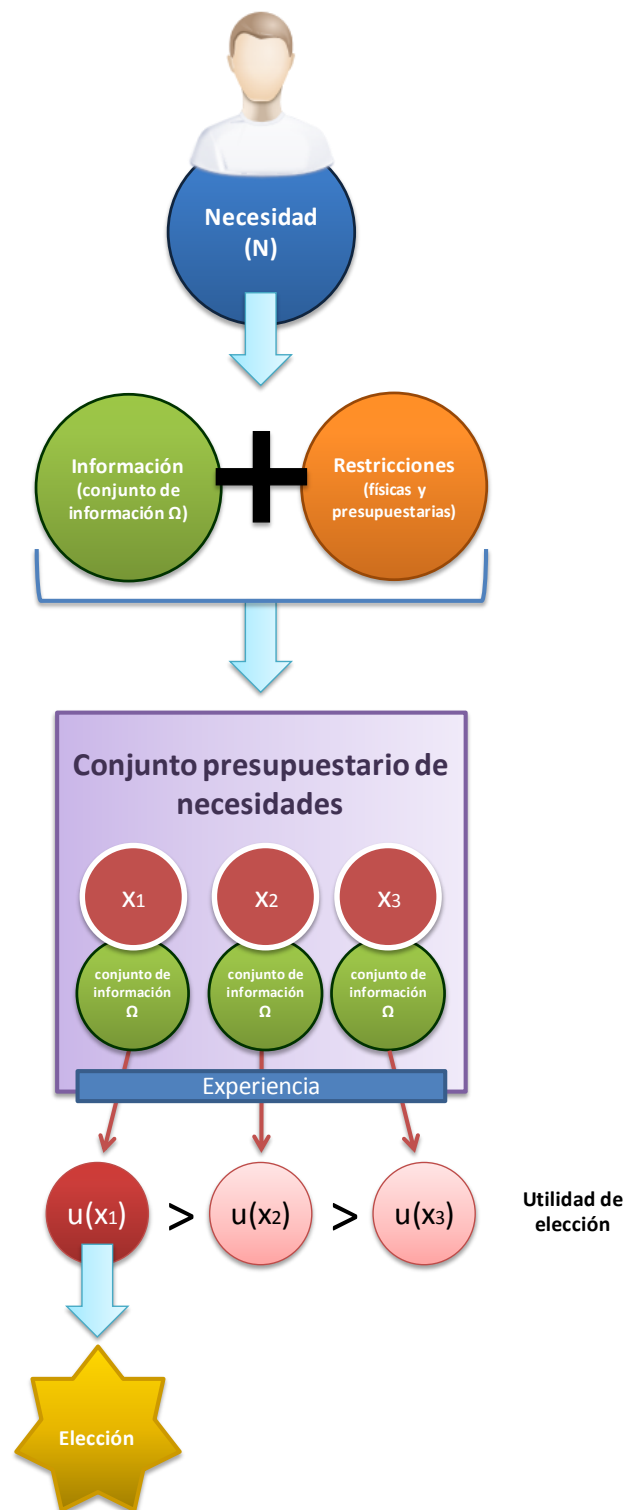 Necesidad
(N)
Información
(conjunto de
información Ω)
+
Restricciones
(físicas y
presupuestarias)
Conjunto presupuestario de
necesidades
x1
x2
x3
conjunto de
información
Ω
conjunto de
información
Ω
conjunto de
información
Ω
Experiencia
u(x1) > u(x2) > u(x3)
Utilidad de
elección
Elección